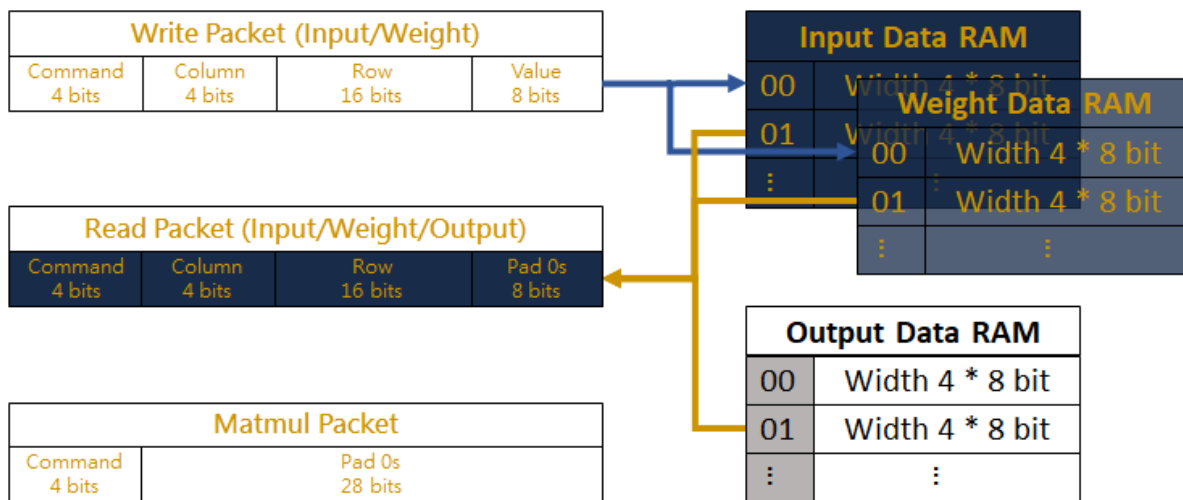 Write Packet (Input/Weight)
Command Column Row Value
4 bits 4 bits 16 bits 8 bits
Input Data RAM
00 Width 4 * 8 bit
01 Width 4 * 8 bit
⋮ ⋮
Weight Data RAM
00 Width 4 * 8 bit
01 Width 4 * 8 bit
⋮ ⋮
Read Packet (Input/Weight/Output)
Command Column Row Pad 0s
4 bits 4 bits 16 bits 8 bits
Output Data RAM
00 Width 4 * 8 bit
01 Width 4 * 8 bit
⋮ ⋮
Matmul Packet
Command Pad 0s
4 bits 28 bits